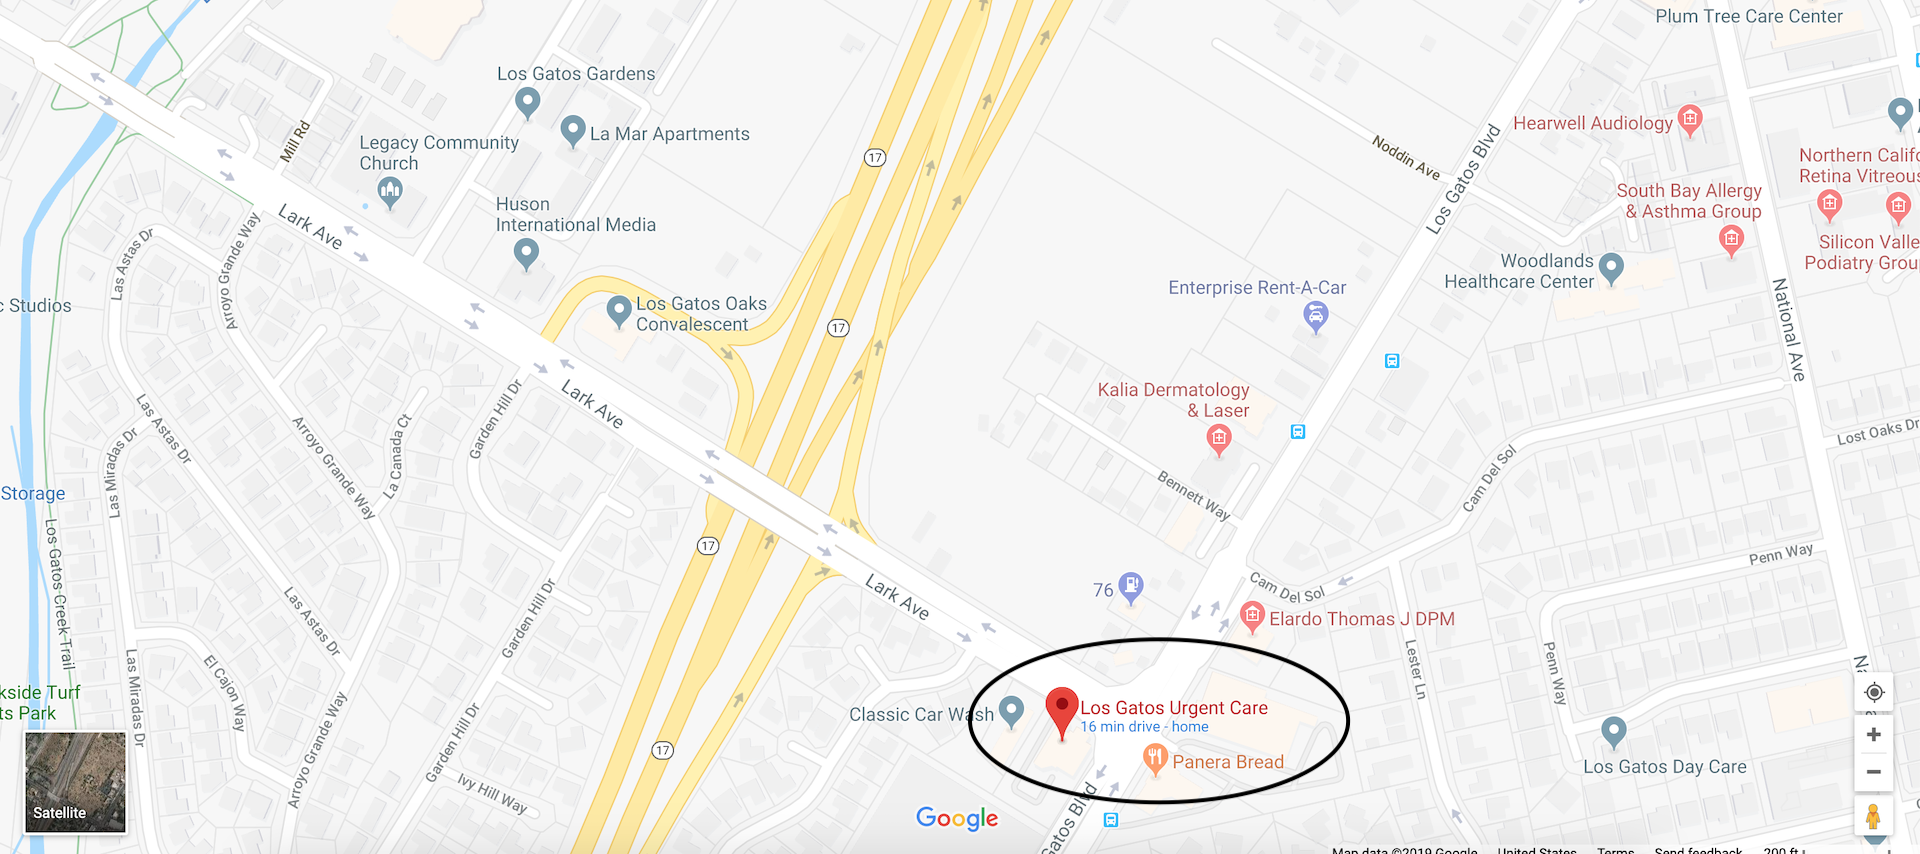 Plum Tree Care Center
Los Gatos Gardens
La Mar Apartments
Legacy Community
Church
Mill Rd
17
Hearwell Audiology
Los Gatos Blvd
Noddin Ave
Northern Califo
Retina Vitreous
South Bay Allergy
& Asthma Group
Huson
International Media
Lark Ave
Las Astas Dr
Arroyo Grande Way
Silicon Valle
Podiatry Grou
Woodlands
Healthcare Center
Enterprise Rent-A-Car
c Studios
Los Gatos Oaks
Convalescent
17
National Ave
Lark Ave
Garden Hill Dr
Kalia Dermatology
& Laser
Las Astas Dr
La Canada Ct
Arroyo Grande Way
Las Miradas Dr
Lost Oaks Dr
Cam Del Sol
Bennett Way
Storage
17
Penn Way
Los Gatos Creek Trail
Lark Ave
76
Cam Del Sol
Elardo Thomas J DPM
Las Astas Dr
Garden Hill Dr
Lester Ln
Penn Way
Na
El Cajon Way
Las Miradas Dr
kside Turf
ts Park
Classic Car Wash
Los Gatos Urgent Care
16 min drive - home
Panera Bread
Arroyo Grande Way
Garden Hill Dr
17
Ivy Hill Way
Los Gatos Day Care
Satellite
Google
Gatos Blvd
Map data ©2019 Google United States Terms Send feedback 200 ft